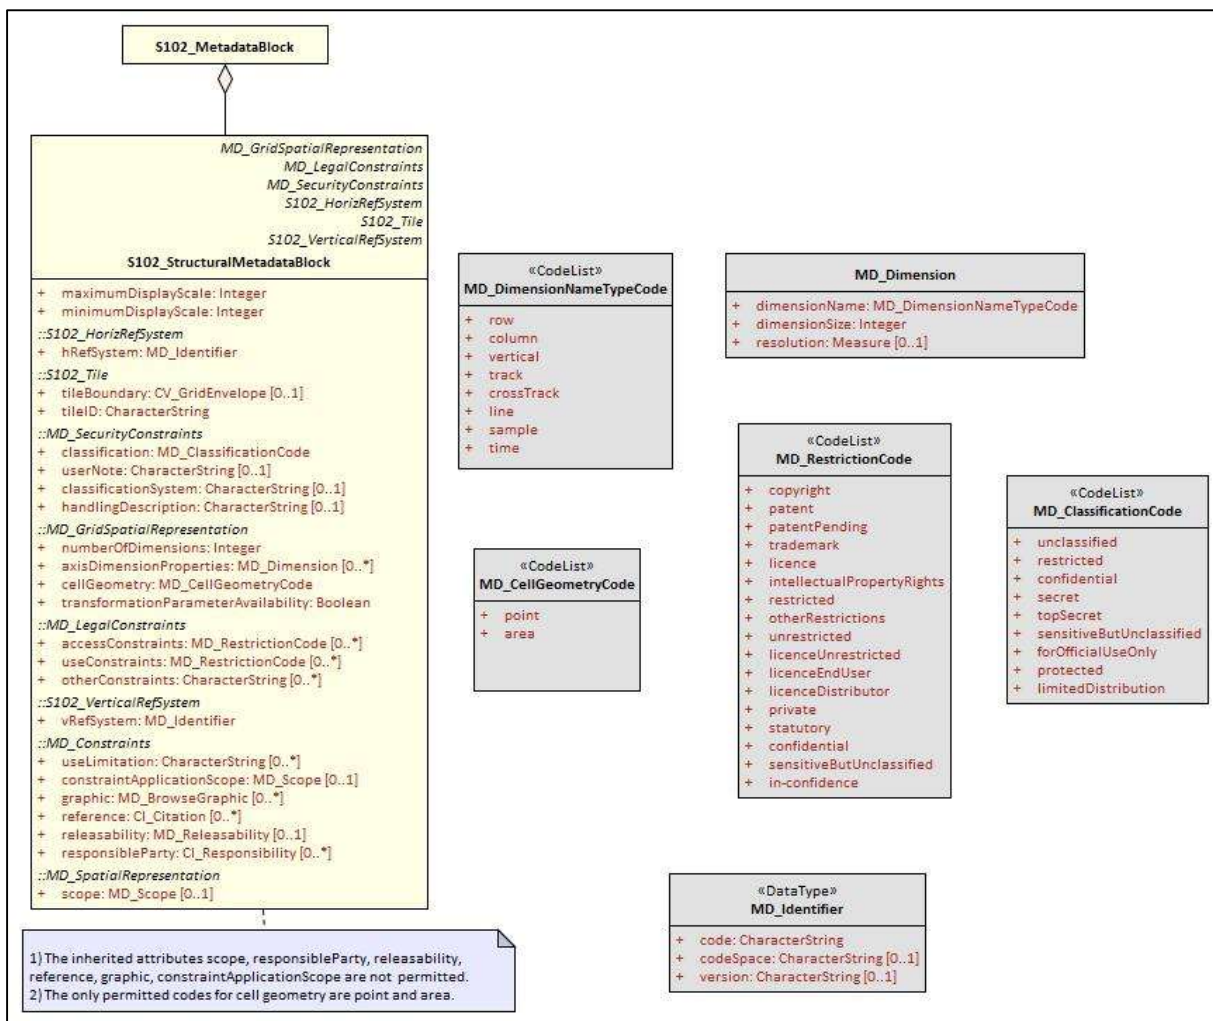 S102_MetadataBlock
MD_GridSpatialRepresentation
MD_LegalConstraints
MD_SecurityConstraints
S102_HorizRefSystem
S102_Tile
S102_VerticalRefSystem
S102_StructuralMetadataBlock
+ maximumDisplayScale: Integer
+ minimumDisplayScale: Integer
::S102_HorizRefSystem
+ hRefSystem: MD_Identifier
::S102_Tile
+ tileBoundary: CV_GridEnvelope [0..1]
+ tileID: CharacterString
::MD_SecurityConstraints
+ classification: MD_ClassificationCode
+ userNote: CharacterString [0..1]
+ classificationSystem: CharacterString [0..1]
+ handlingDescription: CharacterString [0..1]
::MD_GridSpatialRepresentation
+ numberOfDimensions: Integer
+ axisDimensionProperties: MD_Dimension [0..*]
+ cellGeometry: MD_CellGeometryCode
+ transformationParameterAvailability: Boolean
::MD_LegalConstraints
+ accessConstraints: MD_RestrictionCode [0..*]
+ useConstraints: MD_RestrictionCode [0..*]
+ otherConstraints: CharacterString [0..*]
::S102_VerticalRefSystem
+ vRefSystem: MD_Identifier
::MD_Constraints
+ useLimitation: CharacterString [0..*]
+ constraintApplicationScope: MD_Scope [0..1]
+ graphic: MD_BrowseGraphic [0..*]
+ reference: CI_Citation [0..*]
+ releasability: MD_Releasability [0..1]
+ responsibleParty: CI_Responsibility [0..*]
::MD_SpatialRepresentation
+ scope: MD_Scope [0..1]
1) The inherited attributes scope, responsibleParty, releasability,
reference, graphic, constraintApplicationScope are not permitted.
2) The only permitted codes for cell geometry are point and area.
«CodeList»
MD_DimensionNameTypeCode
+ row
+ column
+ vertical
+ track
+ crossTrack
+ line
+ sample
+ time
«CodeList»
MD_CellGeometryCode
+ point
+ area
MD_Dimension
+ dimensionName: MD_DimensionNameTypeCode
+ dimensionSize: Integer
+ resolution: Measure [0..1]
«CodeList»
MD_RestrictionCode
+ copyright
+ patent
+ patentPending
+ trademark
+ licence
+ intellectualPropertyRights
+ restricted
+ otherRestrictions
+ unrestricted
+ licenceUnrestricted
+ licenceEndUser
+ licenceDistributor
+ private
+ statutory
+ confidential
+ sensitiveButUnclassified
+ in-confidence
«CodeList»
MD_ClassificationCode
+ unclassified
+ restricted
+ confidential
+ secret
+ topSecret
+ sensitiveButUnclassified
+ forOfficialUseOnly
+ protected
+ limitedDistribution
«DataType»
MD_Identifier
+ code: CharacterString
+ codeSpace: CharacterString [0..1]
+ version: CharacterString [0..1]